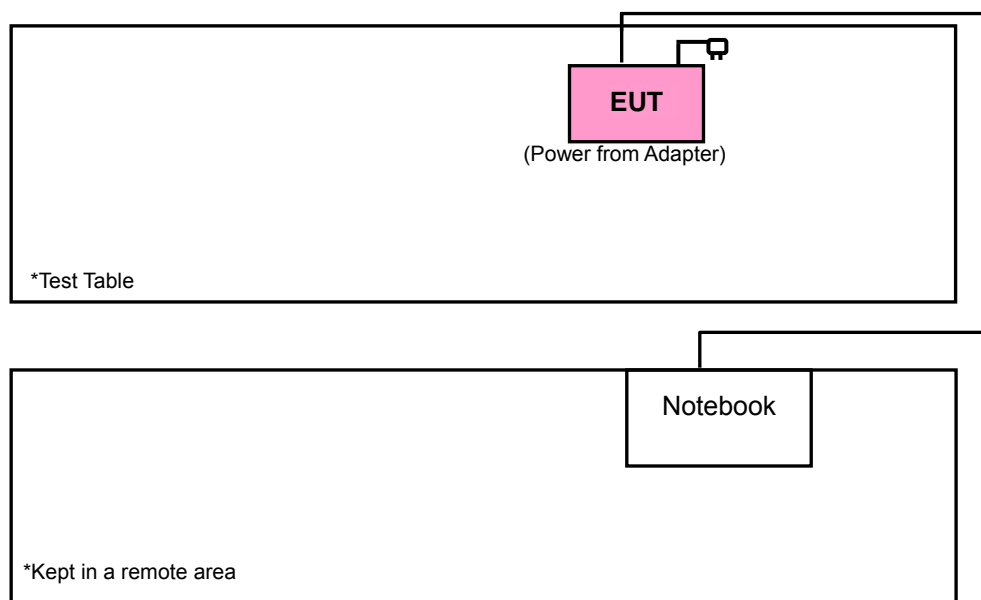 EUT
(Power from Adapter)
*Test Table
Notebook
*Kept in a remote area